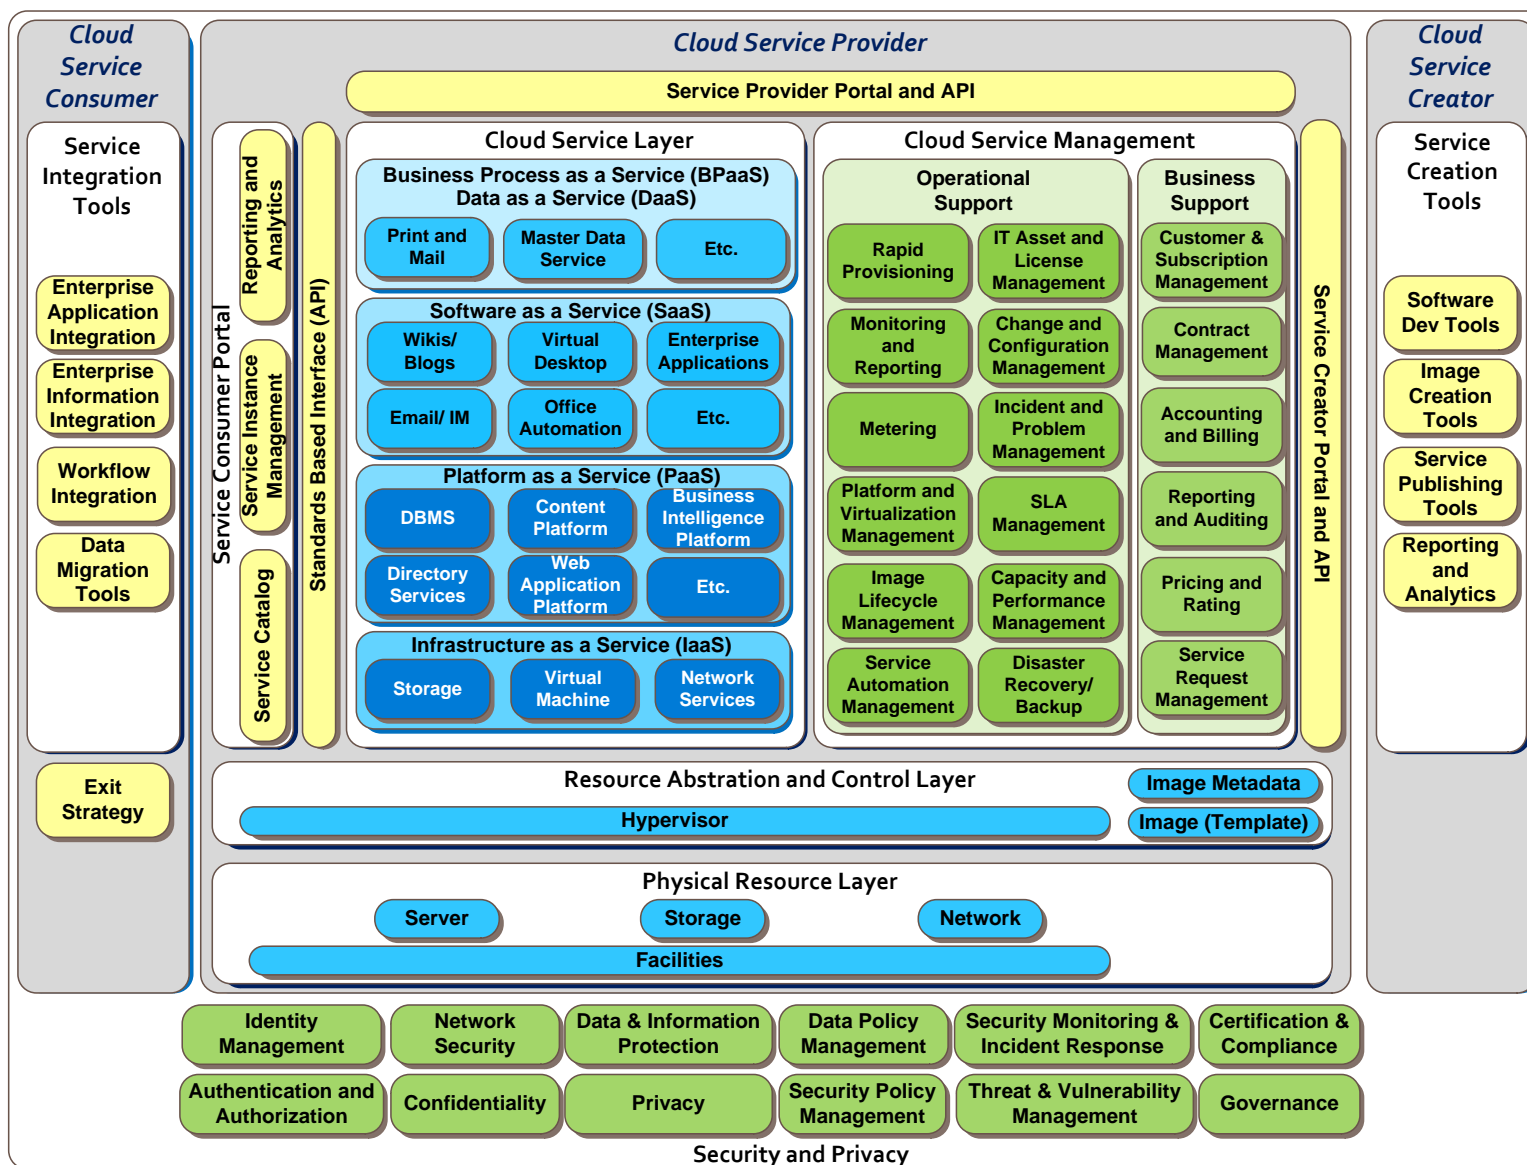 Cloud
Service
Consumer
Service
Integration
Tools
Enterprise
Application
Integration
Enterprise
Information
Integration
Workflow
Integration
Data
Migration
Tools
Exit
Strategy
Cloud Service Provider
Service Provider Portal and API
Service Consumer Portal
Reporting and
Analytics
Service Instance
Management
Service Catalog
Standards Based Interface (API)
Cloud Service Layer
Business Process as a Service (BPaaS)
Data as a Service (DaaS)
Print and
Mail
Master Data
Service
Etc.
Software as a Service (SaaS)
Wikis/
Blogs
Virtual
Desktop
Enterprise
Applications
Email/ IM
Office
Automation
Etc.
Platform as a Service (PaaS)
DBMS
Content
Platform
Business
Intelligence
Platform
Directory
Services
Web
Application
Platform
Etc.
Infrastructure as a Service (IaaS)
Storage
Virtual
Machine
Network
Services
Cloud Service Management
Operational
Support
Rapid
Provisioning
IT Asset and
License
Management
Monitoring
and
Reporting
Change and
Configuration
Management
Metering
Incident and
Problem
Management
Platform and
Virtualization
Management
SLA
Management
Image
Lifecycle
Management
Capacity and
Performance
Management
Service
Automation
Management
Disaster
Recovery/
Backup
Business
Support
Customer &
Subscription
Management
Contract
Management
Accounting
and Billing
Reporting
and Auditing
Pricing and
Rating
Service
Request
Management
Service Creator Portal and API
Resource Abstration and Control Layer
Hypervisor
Image Metadata
Image (Template)
Physical Resource Layer
Server
Storage
Network
Facilities
Cloud
Service
Creator
Service
Creation
Tools
Software
Dev Tools
Image
Creation
Tools
Service
Publishing
Tools
Reporting
and
Analytics
Identity
Management
Network
Security
Data & Information
Protection
Data Policy
Management
Security Monitoring &
Incident Response
Certification &
Compliance
Authentication and
Authorization
Confidentiality
Privacy
Security Policy
Management
Threat & Vulnerability
Management
Governance
Security and Privacy